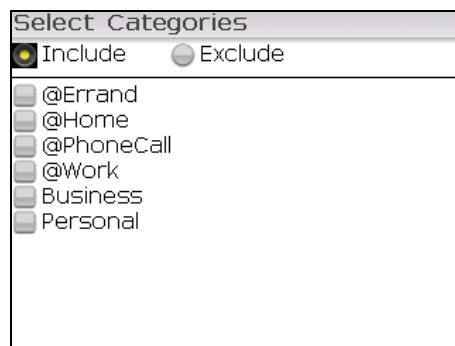 Select Categories
Include Exclude
@Errand
@Home
@PhoneCall
@Work
Business
Personal